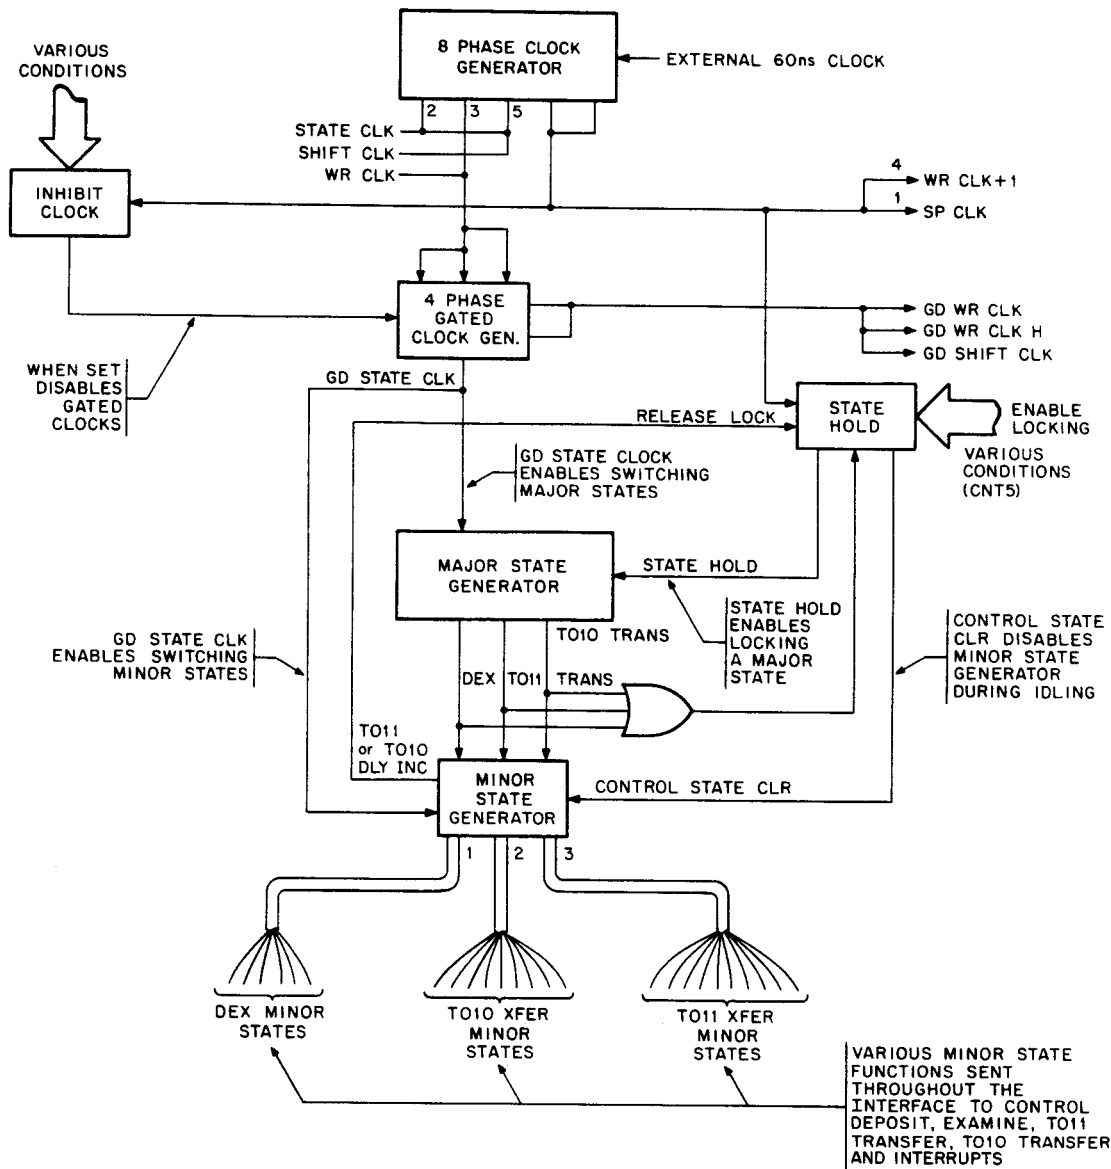 VARIOUS
CONDITIONS
8 PHASE CLOCK
GENERATOR
EXTERNAL 60ns CLOCK
2 3 5
STATE CLK
SHIFT CLK
WR CLK
INHIBIT
CLOCK
4
WR CLK+1
1
SP CLK
4 PHASE
GATED
CLOCK GEN.
GD WR CLK
GD WR CLK H
GD SHIFT CLK
WHEN SET
DISABLES
GATED
CLOCKS
GD STATE CLK
RELEASE LOCK
STATE
HOLD
ENABLE
LOCKING
VARIOUS
CONDITIONS
(CNT5)
GD STATE CLOCK
ENABLES SWITCHING
MAJOR STATES
MAJOR STATE
GENERATOR
STATE HOLD
STATE HOLD
ENABLES
LOCKING
A MAJOR
STATE
CONTROL STATE
CLR DISABLES
MINOR STATE
GENERATOR
DURING IDLING
GD STATE CLK
ENABLES SWITCHING
MINOR STATES
TO10 TRANS
DEX TO11 TRANS
TO11
or TO10
DLY INC
MINOR
STATE
GENERATOR
CONTROL STATE CLR
1 2 3
DEX MINOR
STATES
TO10 XFER
MINOR
STATES
TO11 XFER
MINOR
STATES
VARIOUS MINOR STATE
FUNCTIONS SENT
THROUGHOUT THE
INTERFACE TO CONTROL
DEPOSIT, EXAMINE, TO11
TRANSFER, TO10 TRANSFER
AND INTERRUPTS